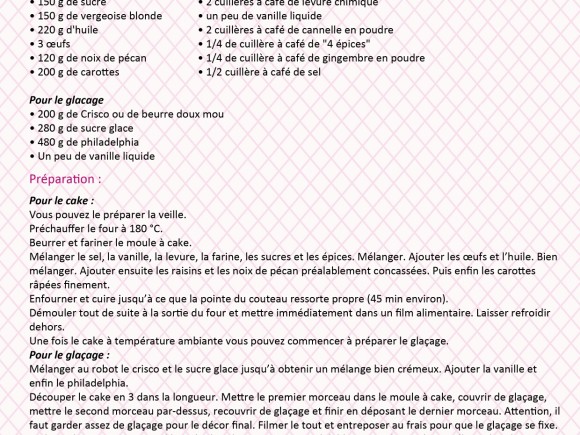 • 150 g de sucre • 2 cuillères à café de levure chimique
• 150 g de vergeoise blonde • un peu de vanille liquide
• 220 g d'huile • 2 cuillères à café de cannelle en poudre
• 3 œufs • 1/4 de cuillère à café de "4 épices"
• 120 g de noix de pécan • 1/4 de cuillère à café de gingembre en poudre
• 200 g de carottes • 1/2 cuillère à café de sel
Pour le glacage
• 200 g de Crisco ou de beurre doux mou
• 280 g de sucre glace
• 480 g de philadelphia
• Un peu de vanille liquide
Préparation :
Pour le cake :
Vous pouvez le préparer la veille.
Préchauffer le four à 180 °C.
Beurrer et fariner le moule à cake.
Mélanger le sel, la vanille, la levure, la farine, les sucres et les épices. Mélanger. Ajouter les œufs et l’huile. Bien
mélanger. Ajouter ensuite les raisins et les noix de pécan préalablement concassées. Puis enfin les carottes
râpées finement.
Enfourner et cuire jusqu’à ce que la pointe du couteau ressorte propre (45 min environ).
Démouler tout de suite à la sortie du four et mettre immédiatement dans un film alimentaire. Laisser refroidir
dehors.
Une fois le cake à température ambiante vous pouvez commencer à préparer le glaçage.
Pour le glaçage :
Mélanger au robot le crisco et le sucre glace jusqu’à obtenir un mélange bien crémeux. Ajouter la vanille et
enfin le philadelphia.
Découper le cake en 3 dans la longueur. Mettre le premier morceau dans le moule à cake, couvrir de glaçage,
mettre le second morceau par-dessus, recouvrir de glaçage et finir en déposant le dernier morceau. Attention, il
faut garder assez de glaçage pour le décor final. Filmer le tout et entreposer au frais pour que le glaçage se fixe.